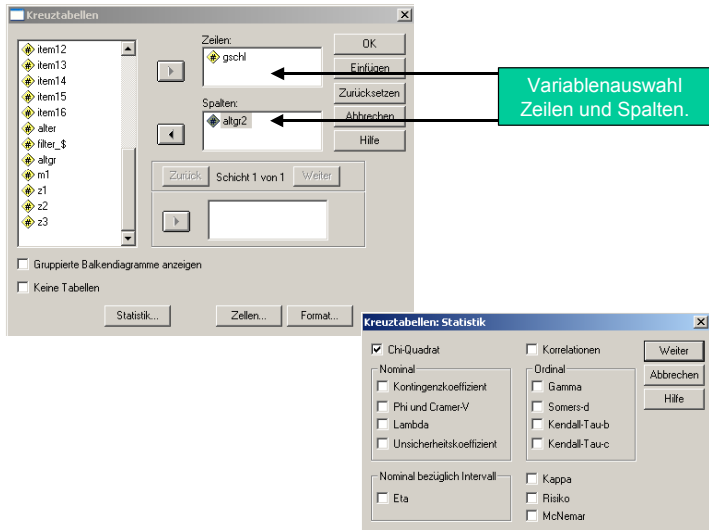 Kreuztabellen
item12
item13
item14
item15
item16
alter
filter_$
altgr
m1
z1
z2
z3
Zeilen:
gschl
Spalten:
altgr2
OK
Einfügen
Zurücksetzen
Abbrechen
Hilfe
Variablenauswahl
Zeilen und Spalten.
Zurück Schicht 1 von 1 Weiter
Gruppierte Balkendiagramme anzeigen
Keine Tabellen
Statistik... Zellen... Format...
Kreuztabellen: Statistik
Chi-Quadrat
Korrelationen
Nominal
Kontingenzkoeffizient
Phi und Cramer-V
Lambda
Unsicherheitskoeffizient
Ordinal
Gamma
Somers-d
Kendall-Tau-b
Kendall-Tau-c
Nominal bezüglich Intervall
Eta
Kappa
Risiko
McNemar
Weiter
Abbrechen
Hilfe